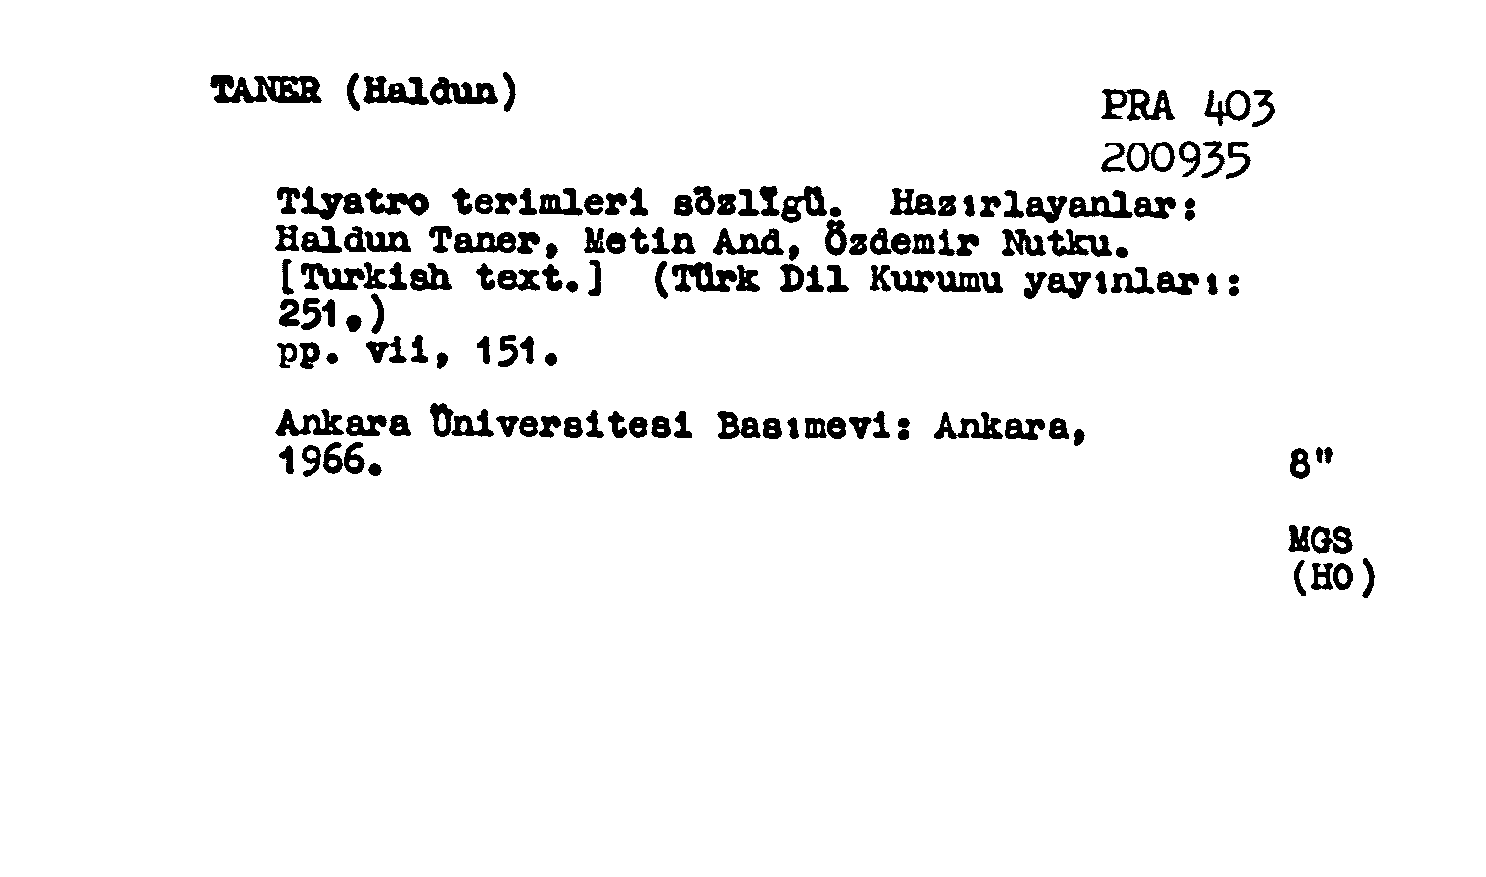 TANER (Haldun)
PRA 403
200935
Tiyatro terimleri sözlĭgü. Hazırlayanlar:
Haldun Taner, Metin And, Özdemir Nutku.
[Turkish text.] (Türk Dil Kurumu yayınları:
251.)
pp. vii, 151.
Ankara Üniversitesi Basımevi: Ankara,
1966.
8"
MGS
(HO)